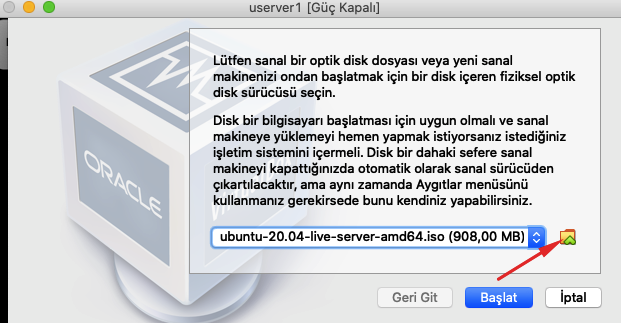 userver1 [Güç Kapalı]
Lütfen sanal bir optik disk dosyası veya yeni sanal
makinenizi ondan başlatmak için bir disk içeren fiziksel optik
disk sürücüsü seçin.
Disk bir bilgisayarı başlatması için uygun olmalı ve sanal
makineye yüklemeyi hemen yapmak istiyorsanız istediğiniz
işletim sistemini içermeli. Disk bir dahaki sefere sanal
makineyi kapattığınızda otomatik olarak sanal sürücüden
çıkartılacaktır, ama aynı zamanda Aygıtlar menüsünü
kullanmanız gerekirsede bunu kendiniz yapabilirsiniz.
ORACLE
ubuntu-20.04-live-server-amd64.iso (908,00 MB)
Geri Git
Başlat
İptal